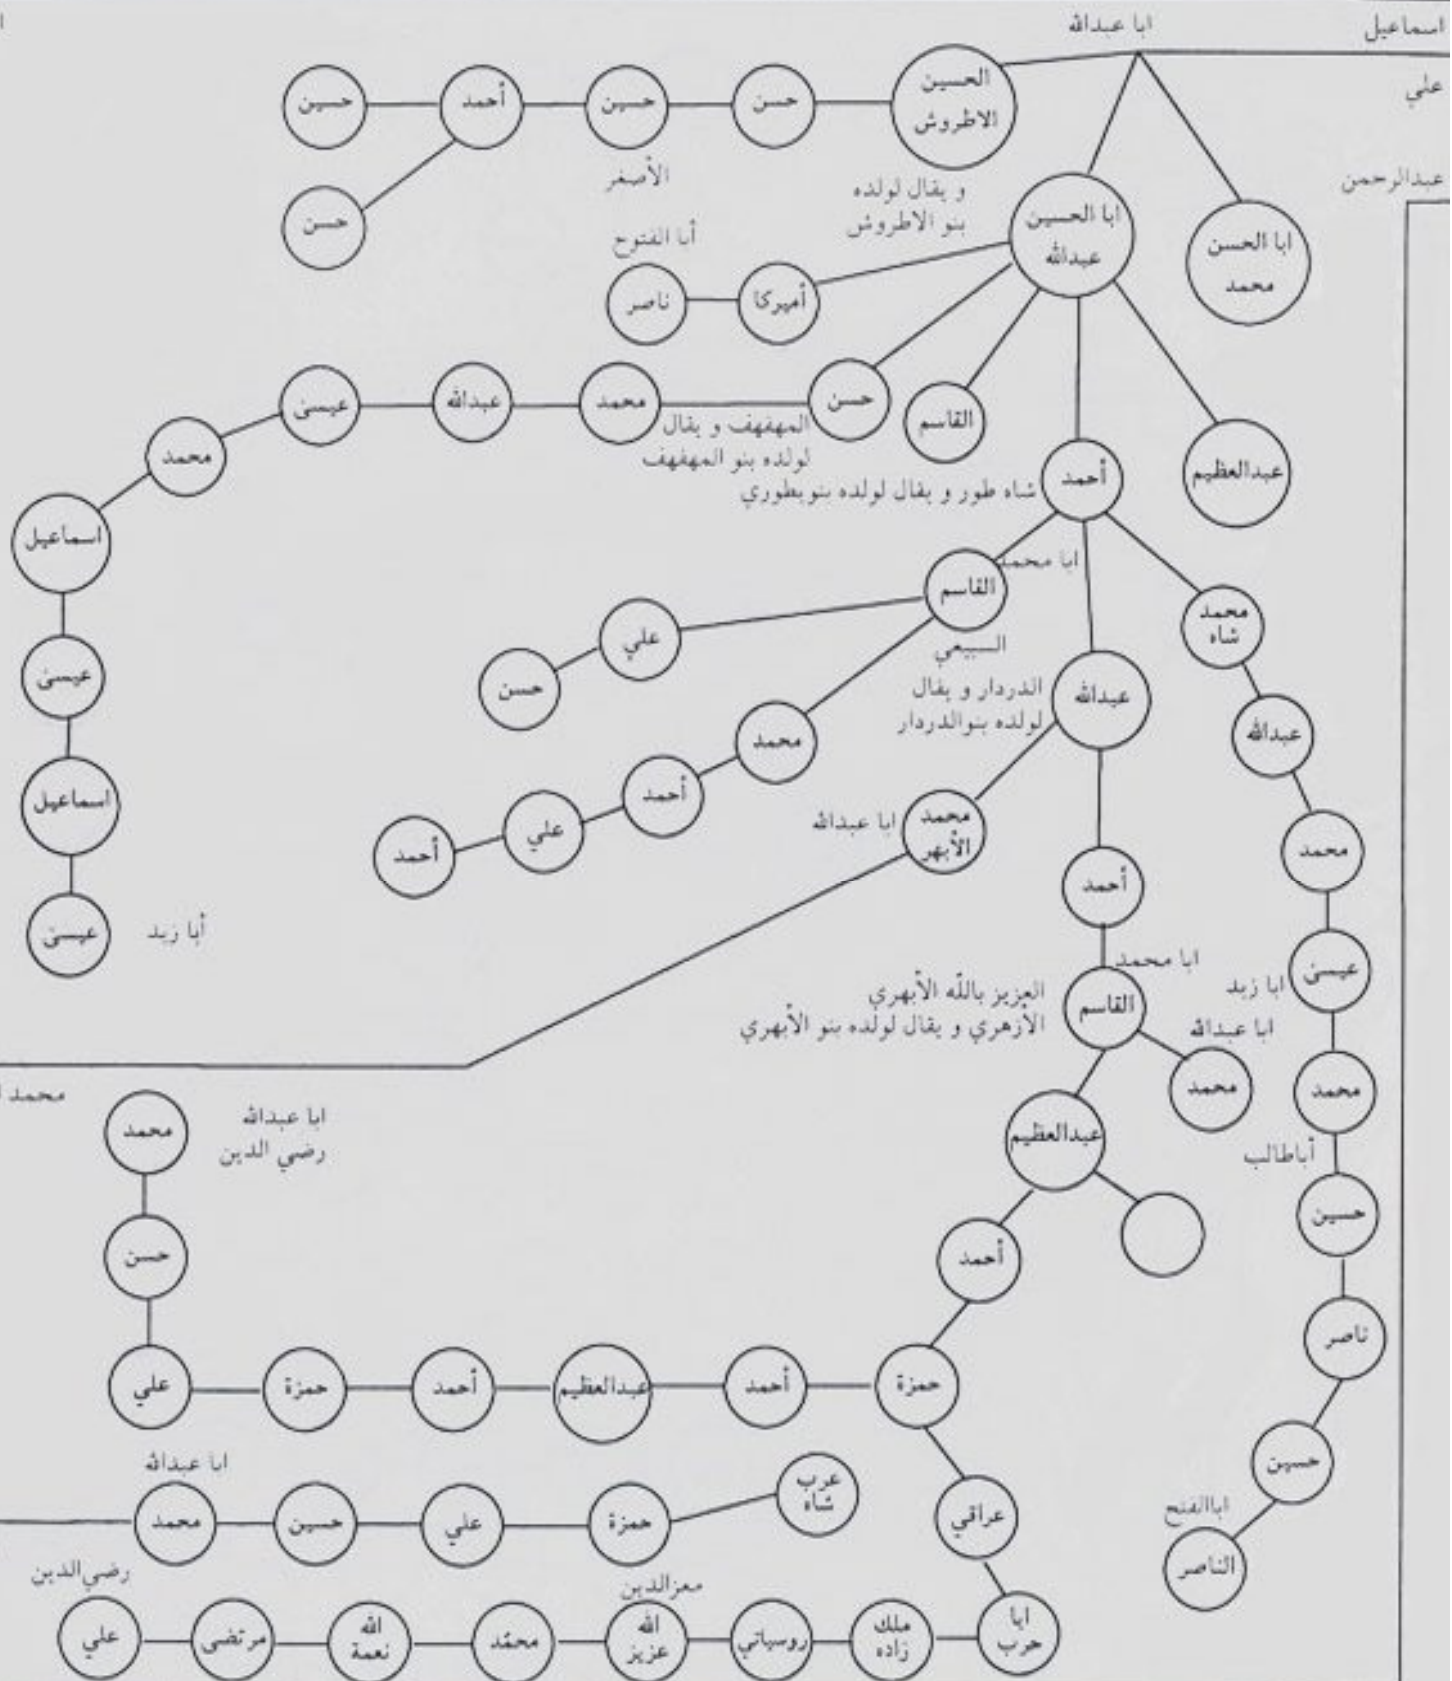 اسماعيل
ابا عبدالله
علي
الحسين
الاطروش
حسن
حسين
أحمد
حسين
عبدالرحمن
الأصغر
و يقال لولده
بنو الاطروش
حسن
ابا الحسين
عبدالله
ابا الحسن
محمد
أبا الفتوح
أميركا
ناصر
حسن
محمد
عبدالله
عيسى
محمد
القاسم
المهفهف و يقال
لولده بنو المهفهف
عبدالعظيم
أحمد
شاه طور و يقال لولده بنوبطوري
اسماعيل
ابا محمد
القاسم
محمد
شاه
علي
حسن
السبيعي
عيسى
عبدالله
الدردار و يقال
لولده بنوالدردار
عبدالله
محمد
أحمد
علي
أحمد
اسماعيل
ابا عبدالله
محمد
الأبهر
محمد
أحمد
عيسى
أبا زيد
ابا محمد
القاسم
العزيز بالله الأبهري
الأزهري و يقال لولده بنو الأبهري
عيسى
ابا زيد
ابا عبدالله
محمد
محمد
محمد
محمد
ابا عبدالله
رضي الدين
عبدالعظيم
أباطالب
حسين
حسن
أحمد
ناصر
حمزة
أحمد
عبدالعظيم
أحمد
حمزة
علي
حسين
ابا عبدالله
عرب
شاه
حمزة
علي
حسين
محمد
عراقي
اباالفتح
الناصر
رضي‌الدين
معزالدين
ابا
حرب
ملك
زاده
روسياتي
الله
عزيز
محمّد
الله
نعمة
مرتضى
علي